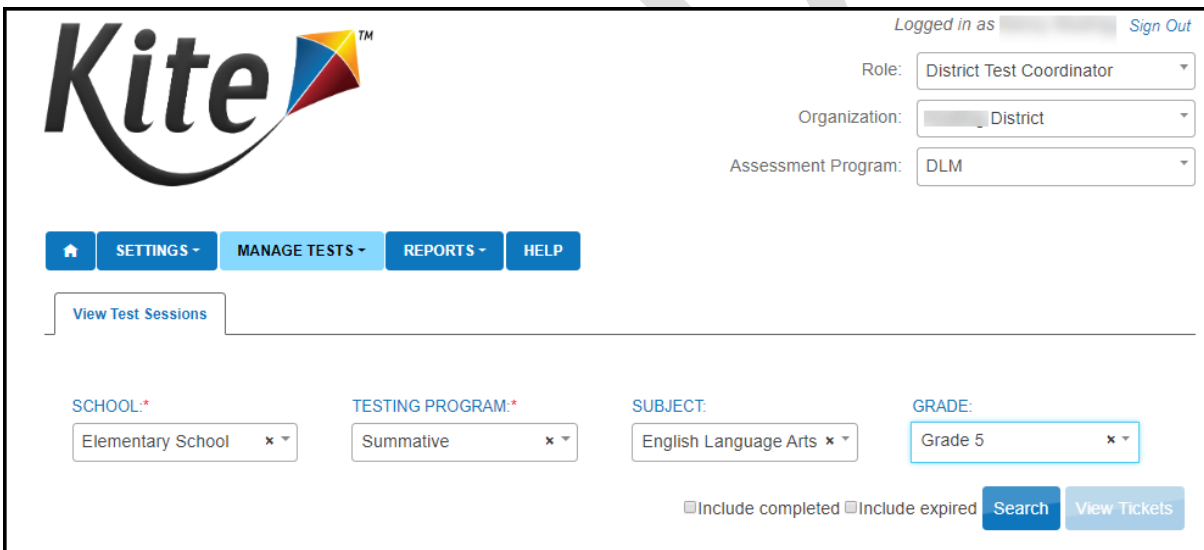 Kite TM
Logged in as Sign Out
Role: District Test Coordinator
Organization: District
Assessment Program: DLM
SETTINGS MANAGE TESTS REPORTS HELP
View Test Sessions
SCHOOL:* TESTING PROGRAM:* SUBJECT: GRADE:
Elementary School × Summative × English Language Arts × Grade 5 ×
Include completed Include expired Search View Tickets